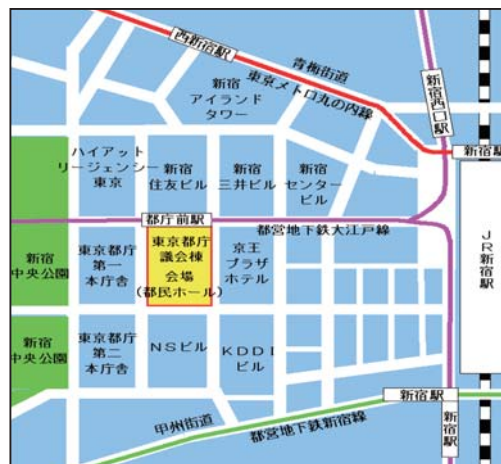 西新宿駅
青梅街道
東京メトロ丸の内線
新宿
アイランド
タワー
新宿西口駅
新宿駅
ハイアット
リージェンシー
東京
新宿
住友ビル
新宿
三井ビル
新宿
センター
ビル
都庁前駅
都営地下鉄大江戸線
JR新宿駅
新宿
中央公園
東京都庁
第一
本庁舎
東京都庁
議会棟
会場
(都民ホール)
京王
プラザ
ホテル
新宿
中央公園
東京都庁
第二
本庁舎
NSビル
KDDI
ビル
新宿駅
甲州街道
都営地下鉄新宿線
新宿駅